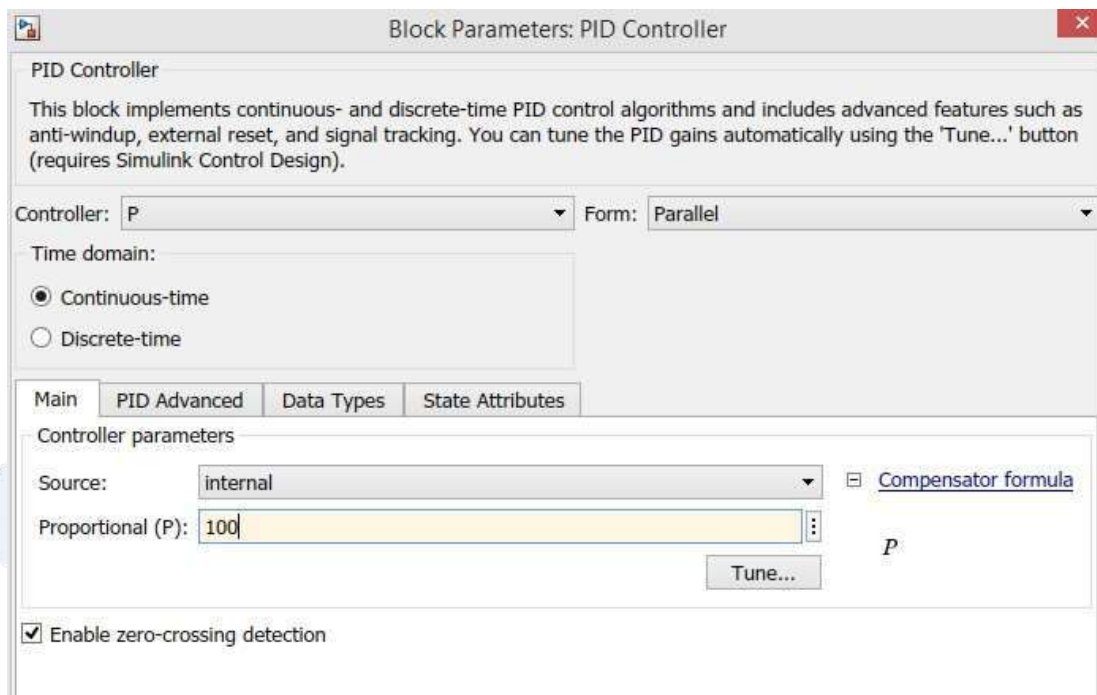 Block Parameters: PID Controller
PID Controller
This block implements continuous- and discrete-time PID control algorithms and includes advanced features such as
anti-windup, external reset, and signal tracking. You can tune the PID gains automatically using the 'Tune...' button
(requires Simulink Control Design).
Controller: P Form: Parallel
Time domain:
Continuous-time
Discrete-time
Main PID Advanced Data Types State Attributes
Controller parameters
Source: internal Compensator formula
Proportional (P): 100
P
Tune...
Enable zero-crossing detection